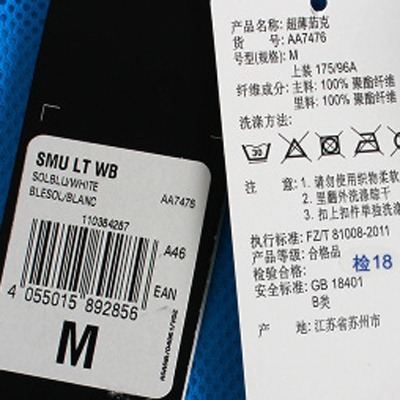 SMU LT WB
SOLBLU/WHITE
BLESOL/BLANC
AA7476
110384267
A46
EAN
4 055015 892856
M
产品名称: 超薄茄克
货 号: AA7476
号型(规格): M
上装 175/96A
纤维成分: 主料: 100% 聚酯纤维
里料: 100% 聚酯纤维
洗涤方法:
30
注 意: 1. 请勿使用织物柔软
2. 里翻外洗涤晾干
3. 扣上扣件单独洗涤
执行标准: FZ/T 81008-2011
产品等级: 合格品
检验合格:
检18
安全标准: GB 18401
B类
产 地: 江苏省苏州市